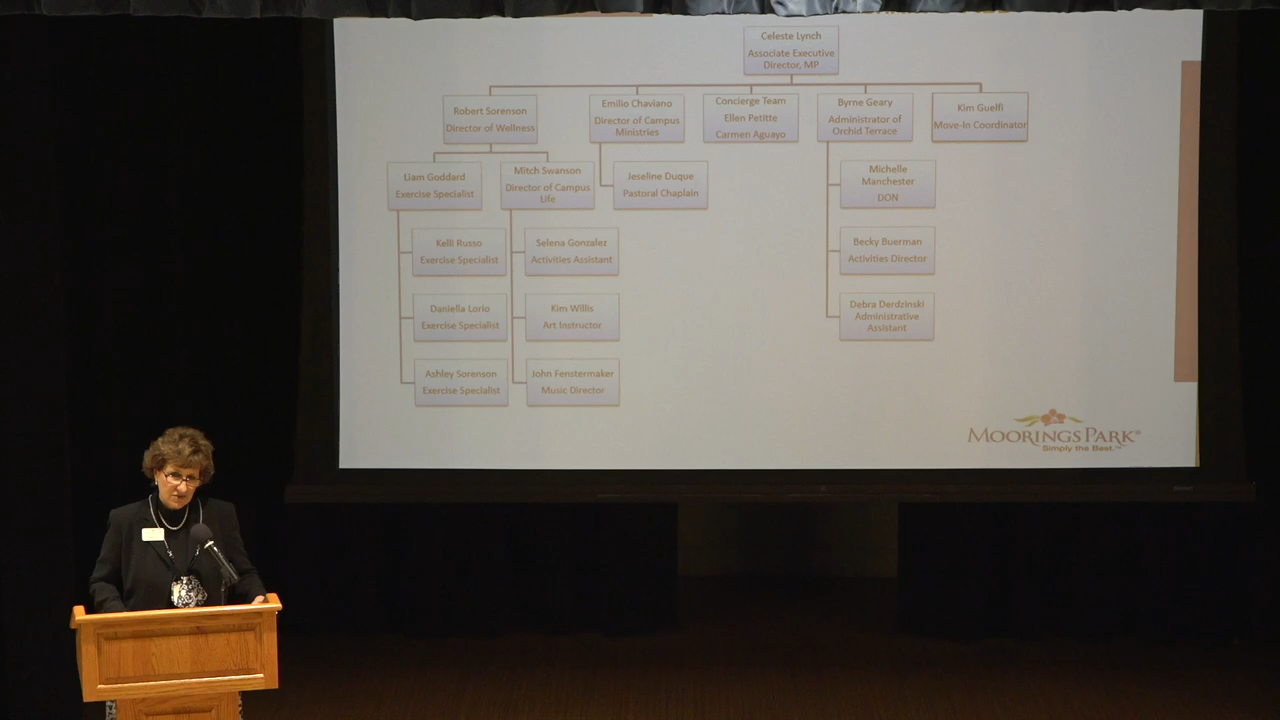 Celeste Lynch
Associate Executive
Director, MP
Robert Sorenson
Director of Wellness
Emilio Chaviano
Director of Campus
Ministries
Concierge Team
Ellen Petitte
Carmen Aguayo
Byrne Geary
Administrator of
Orchid Terrace
Kim Guelfi
Move-In Coordinator
Liam Goddard
Exercise Specialist
Mitch Swanson
Director of Campus
Life
Jeseline Duque
Pastoral Chaplain
Michelle
Manchester
DON
Kelli Russo
Exercise Specialist
Selena Gonzalez
Activities Assistant
Becky Buerman
Activities Director
Daniella Lorio
Exercise Specialist
Kim Willis
Art Instructor
Debra Derdzinski
Administrative
Assistant
Ashley Sorenson
Exercise Specialist
John Fenstermaker
Music Director
MOORINGS PARK®
Simply the Best.™